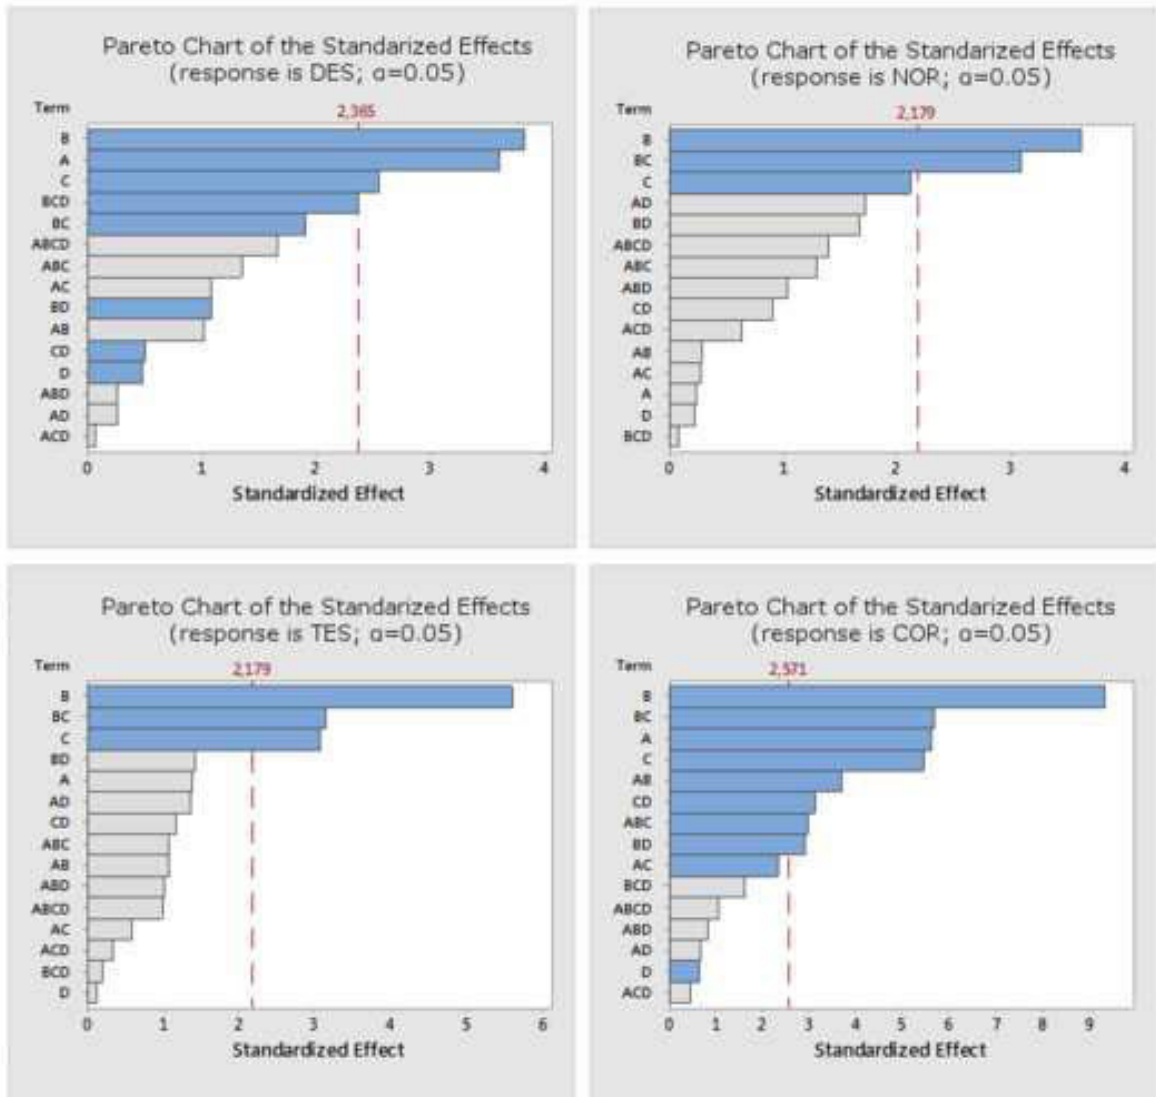 Pareto Chart of the Standarized Effects
(response is DES; α=0.05)
Term
2,365
B
A
C
BCD
BC
ABCD
ABC
AC
BD
AB
CD
D
ABD
AD
ACD
0 1 2 3 4
Standardized Effect
Pareto Chart of the Standarized Effects
(response is NOR; α=0.05)
Term
2,179
B
BC
C
AD
BD
ABCD
ABC
ABD
CD
ACD
AB
AC
A
D
BCD
0 1 2 3 4
Standardized Effect
Pareto Chart of the Standarized Effects
(response is TES; α=0.05)
Term
2,179
B
BC
C
BD
A
AD
CD
ABC
AB
ABD
ABCD
AC
ACD
BCD
D
0 1 2 3 4 5 6
Standardized Effect
Pareto Chart of the Standarized Effects
(response is COR; α=0.05)
Term
2,571
B
BC
A
C
AB
CD
ABC
BD
AC
BCD
ABCD
ABD
AD
D
ACD
0 1 2 3 4 5 6 7 8 9
Standardized Effect